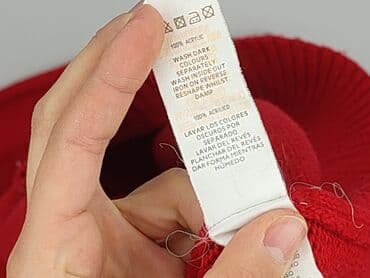 100% ACRYLIC
WASH DARK
COLOURS
SEPARATELY
WASH INSIDE OUT
IRON ON REVERSE
RESHAPE WHILST
DAMP
100% ACRILICO
LAVAR LOS COLORES
OSCUROS POR
SEPARADO
LAVAR DEL REVÉS
PLANCHAR DEL REVÉS
DAR FORMA MIENTRAS
HÚMEDO